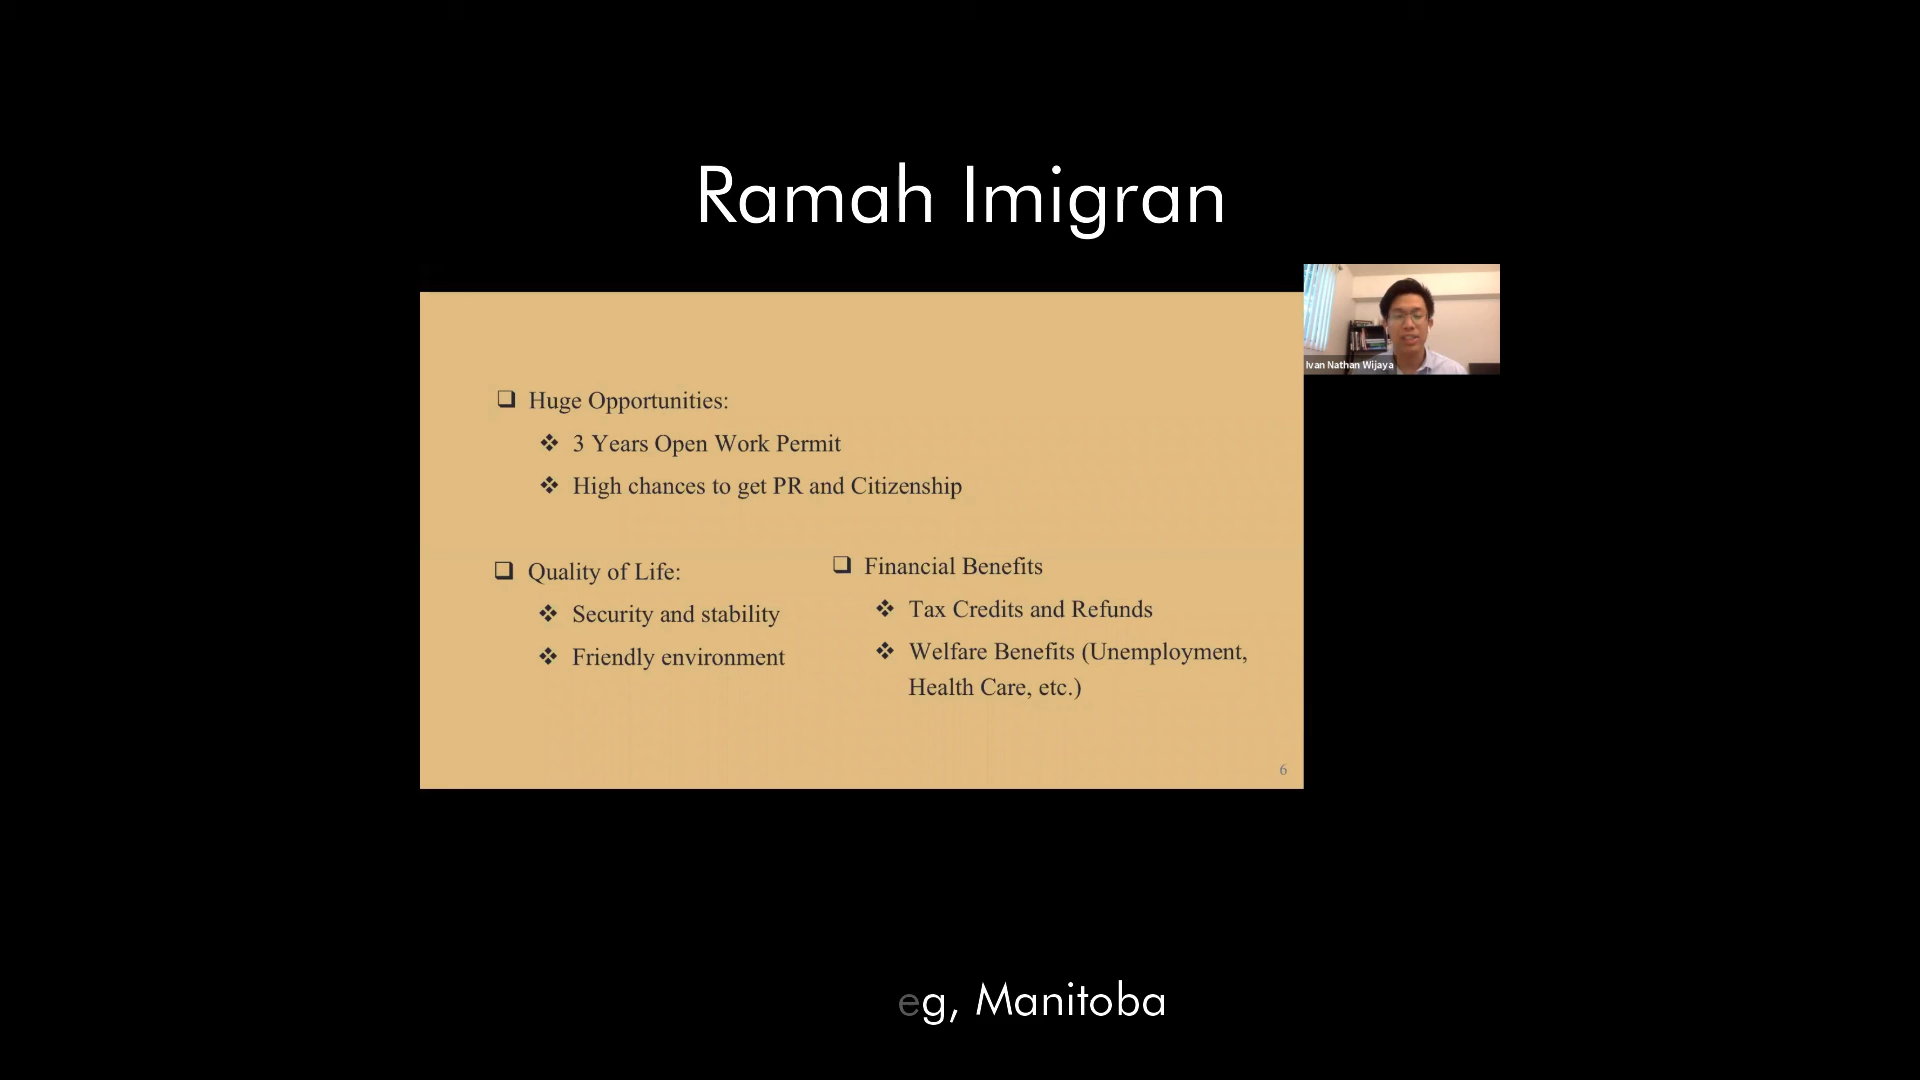 Ramah Imigran
Ivan Nathan Wijaya
Huge Opportunities:
3 Years Open Work Permit
High chances to get PR and Citizenship
Quality of Life:
Security and stability
Friendly environment
Financial Benefits
Tax Credits and Refunds
Welfare Benefits (Unemployment,
Health Care, etc.)
6
eg, Manitoba